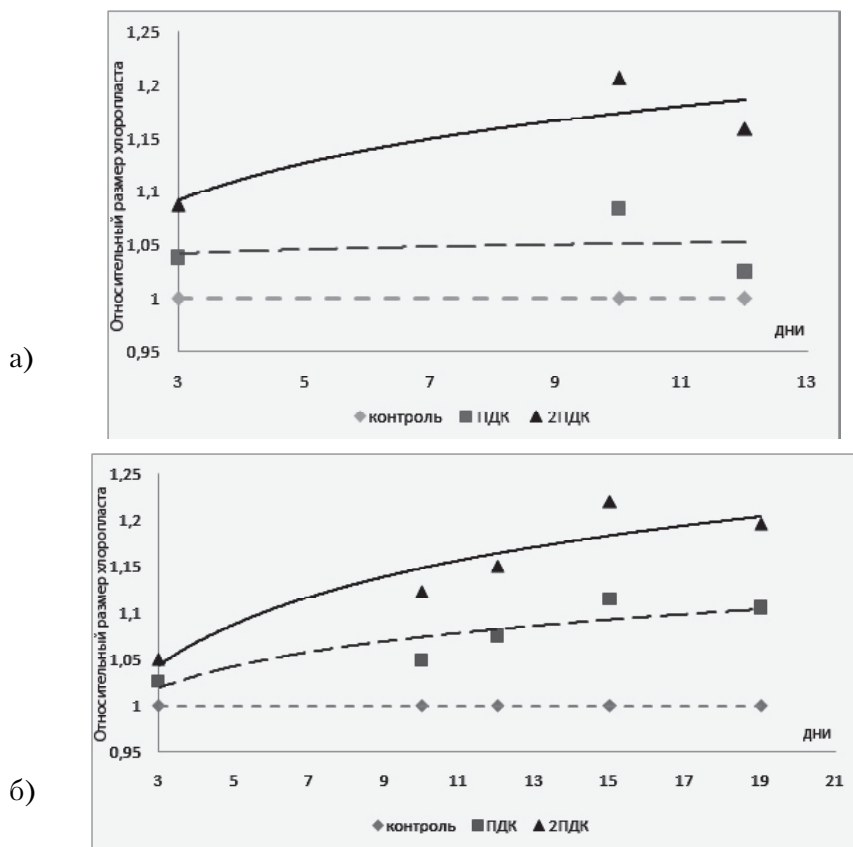 Относительный размер хлоропласта
1,25
1,2
1,15
1,1
1,05
1
0,95
дни
3 5 7 9 11 13
контроль ПДК 2ПДК
а)
Относительный размер хлоропласта
1,25
1,2
1,15
1,1
1,05
1
0,95
дни
3 5 7 9 11 13 15 17 19 21
контроль ПДК 2ПДК
б)